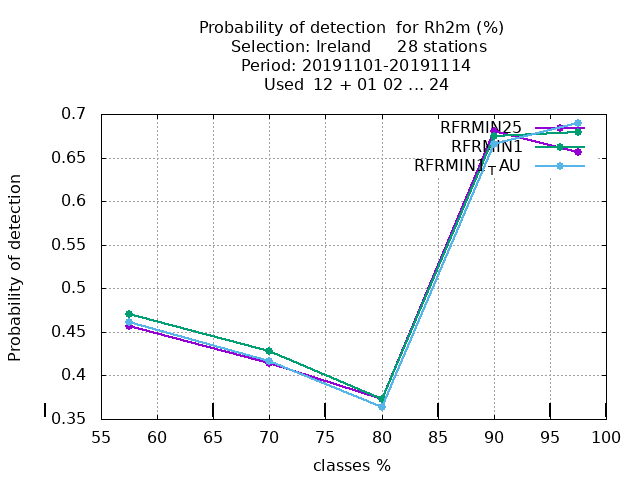 Probability of detection for Rh2m (%)
Selection: Ireland 28 stations
Period: 20191101-20191114
Used 12 + 01 02 ... 24
Probability of detection
0.7
0.65
0.6
0.55
0.5
0.45
0.4
0.35
RFRMIN25
RFRMIN1
RFRMIN1TAU
55 60 65 70 75 80 85 90 95 100
classes %